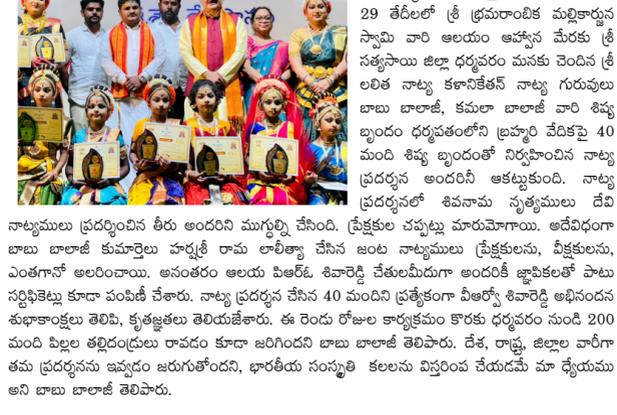 29 తేదీలలో శ్రీ భ్రమరాంబిక మల్లికార్జున
స్వామి వారి ఆలయం ఆహ్వాన మేరకు శ్రీ
సత్యసాయి జిల్లా ధర్మవరం మనకు చెందిన శ్రీ
లలిత నాట్య కళానికేతన్ నాట్య గురువులు
బాబు బాలాజీ, కమలా బాలాజీ వారి శిష్య
బృందం ధర్మపతంలోని బ్రహ్మరి వేదికపై 40
మంది శిష్య బృందంతో నిర్వహించిన నాట్య
ప్రదర్శన అందరినీ ఆకట్టుకుంది. నాట్య
ప్రదర్శనలో శివనామ నృత్యములు దేవి
నాట్యములు ప్రదర్శించిన తీరు అందరిని ముగ్ధుల్ని చేసింది. ప్రేక్షకుల చప్పట్లు మారుమోగాయి. అదేవిధంగా
బాబు బాలాజీ కుమార్తెలు హర్షశ్రీ రామ లాలీత్యా చేసిన జంట నాట్యములు ప్రేక్షకులను, వీక్షకులును,
ఎంతగానో అలరించాయి. అనంతరం ఆలయ పిఆర్ఓ శివారెడ్డి చేతులమీదుగా అందరికీ జ్ఞాపికలతో పాటు
సర్టిఫికెట్లు కూడా పంపిణీ చేశారు. నాట్య ప్రదర్శన చేసిన 40 మందిని ప్రత్యేకంగా వీఆర్వో శివారెడ్డి అభినందన
శుభాకాంక్షలు తెలిపి, కృతజ్ఞతలు తెలియజేశారు. ఈ రెండు రోజుల కార్యక్రమం కొరకు ధర్మవరం నుండి 200
మంది పిల్లల తల్లిదండ్రులు రావడం కూడా జరిగిందని బాబు బాలాజీ తెలిపారు. దేశ, రాష్ట్ర, జిల్లాల వారీగా
తమ ప్రదర్శనను ఇవ్వడం జరుగుతోందని, భారతీయ సంస్కృతి కలలను విస్తరింప చేయడమే మా ధ్యేయము
అని బాబు బాలాజీ తెలిపారు.